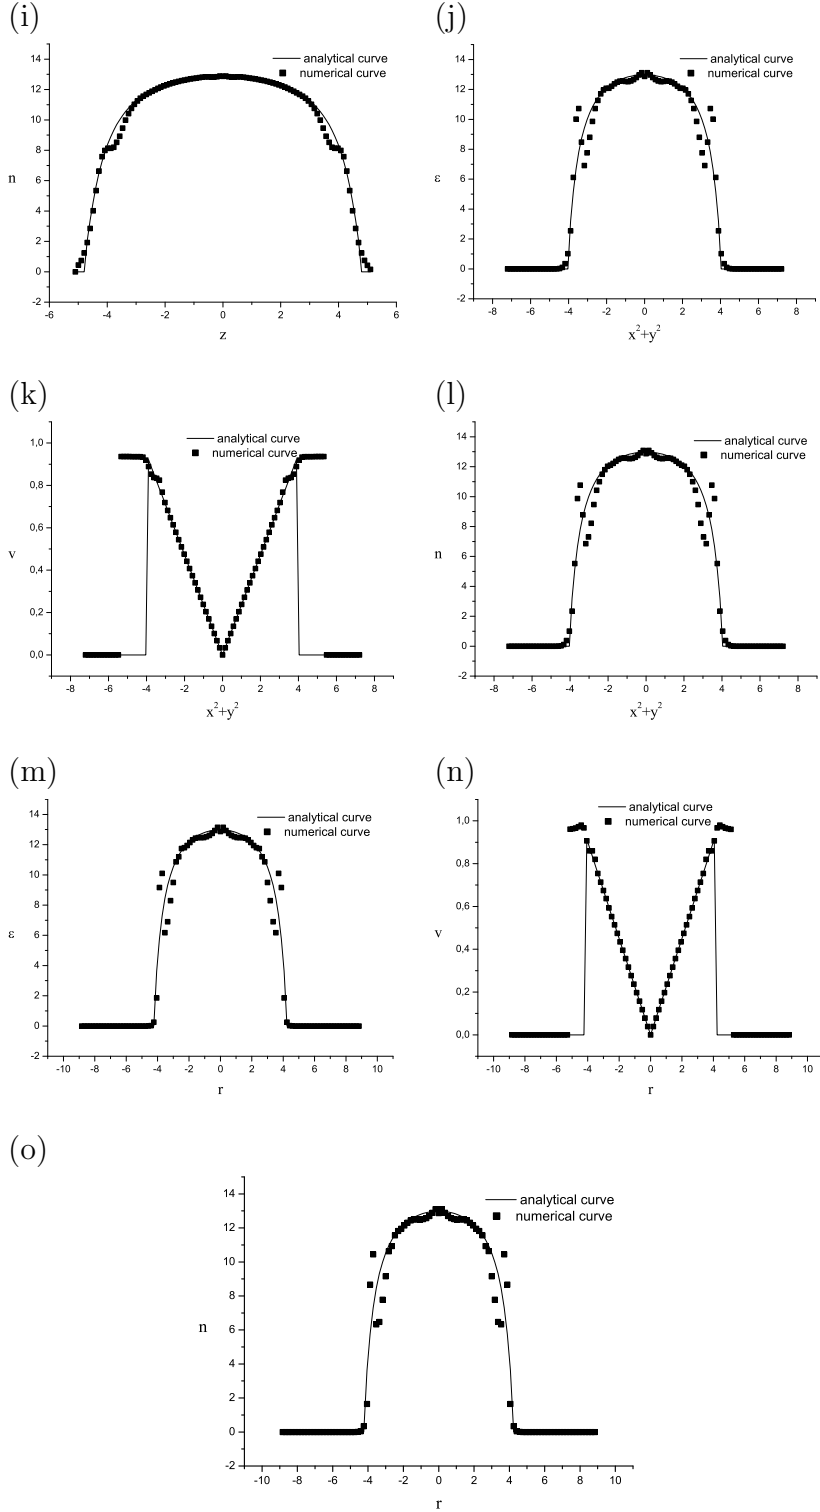 (i)
14
12
10
8
6
4
2
0
-2
n
analytical curve
numerical curve
-6 -4 -2 0 2 4 6
z
(j)
14
12
10
8
6
4
2
0
-2
ε
analytical curve
numerical curve
-8 -6 -4 -2 0 2 4 6 8
x²+y²
(k)
1,0
0,8
0,6
0,4
0,2
0,0
v
analytical curve
numerical curve
-8 -6 -4 -2 0 2 4 6 8
x²+y²
(l)
14
12
10
8
6
4
2
0
-2
n
analytical curve
numerical curve
-8 -6 -4 -2 0 2 4 6 8
x²+y²
(m)
14
12
10
8
6
4
2
0
-2
ε
analytical curve
numerical curve
-10 -8 -6 -4 -2 0 2 4 6 8 10
r
(n)
1,0
0,8
0,6
0,4
0,2
0,0
v
analytical curve
numerical curve
-10 -8 -6 -4 -2 0 2 4 6 8 10
r
(o)
14
12
10
8
6
4
2
0
-2
n
analytical curve
numerical curve
-10 -8 -6 -4 -2 0 2 4 6 8 10
r